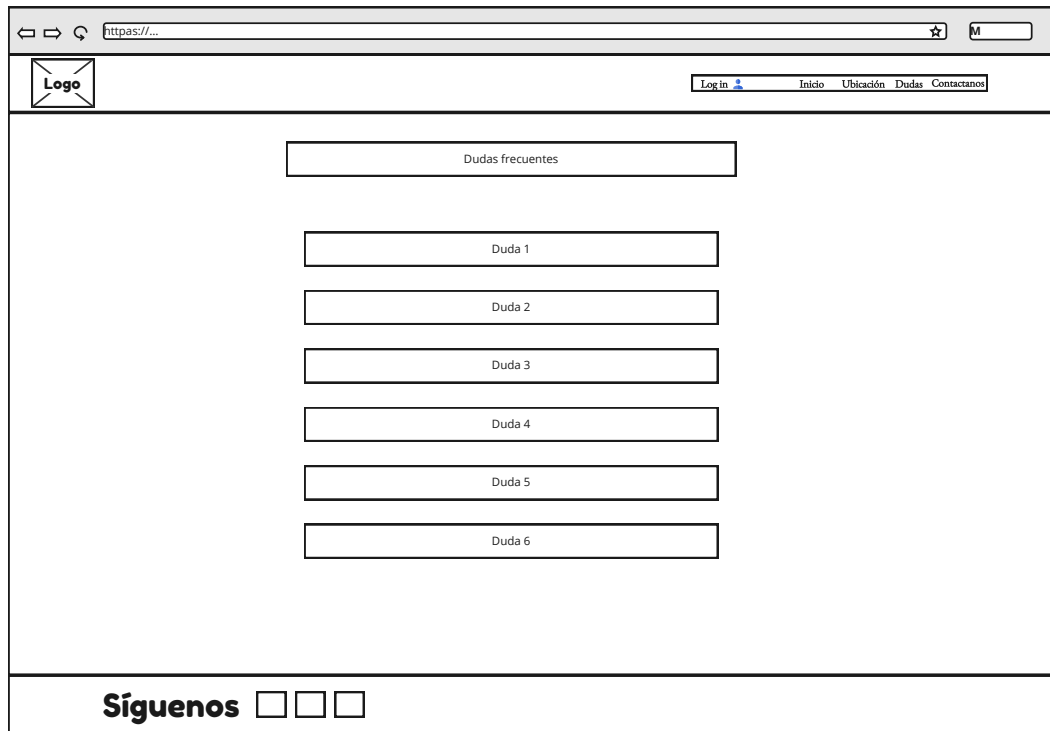 httpas://...
M
Logo
Log in Inicio Ubicación Dudas Contactanos
Dudas frecuentes
Duda 1
Duda 2
Duda 3
Duda 4
Duda 5
Duda 6
Síguenos